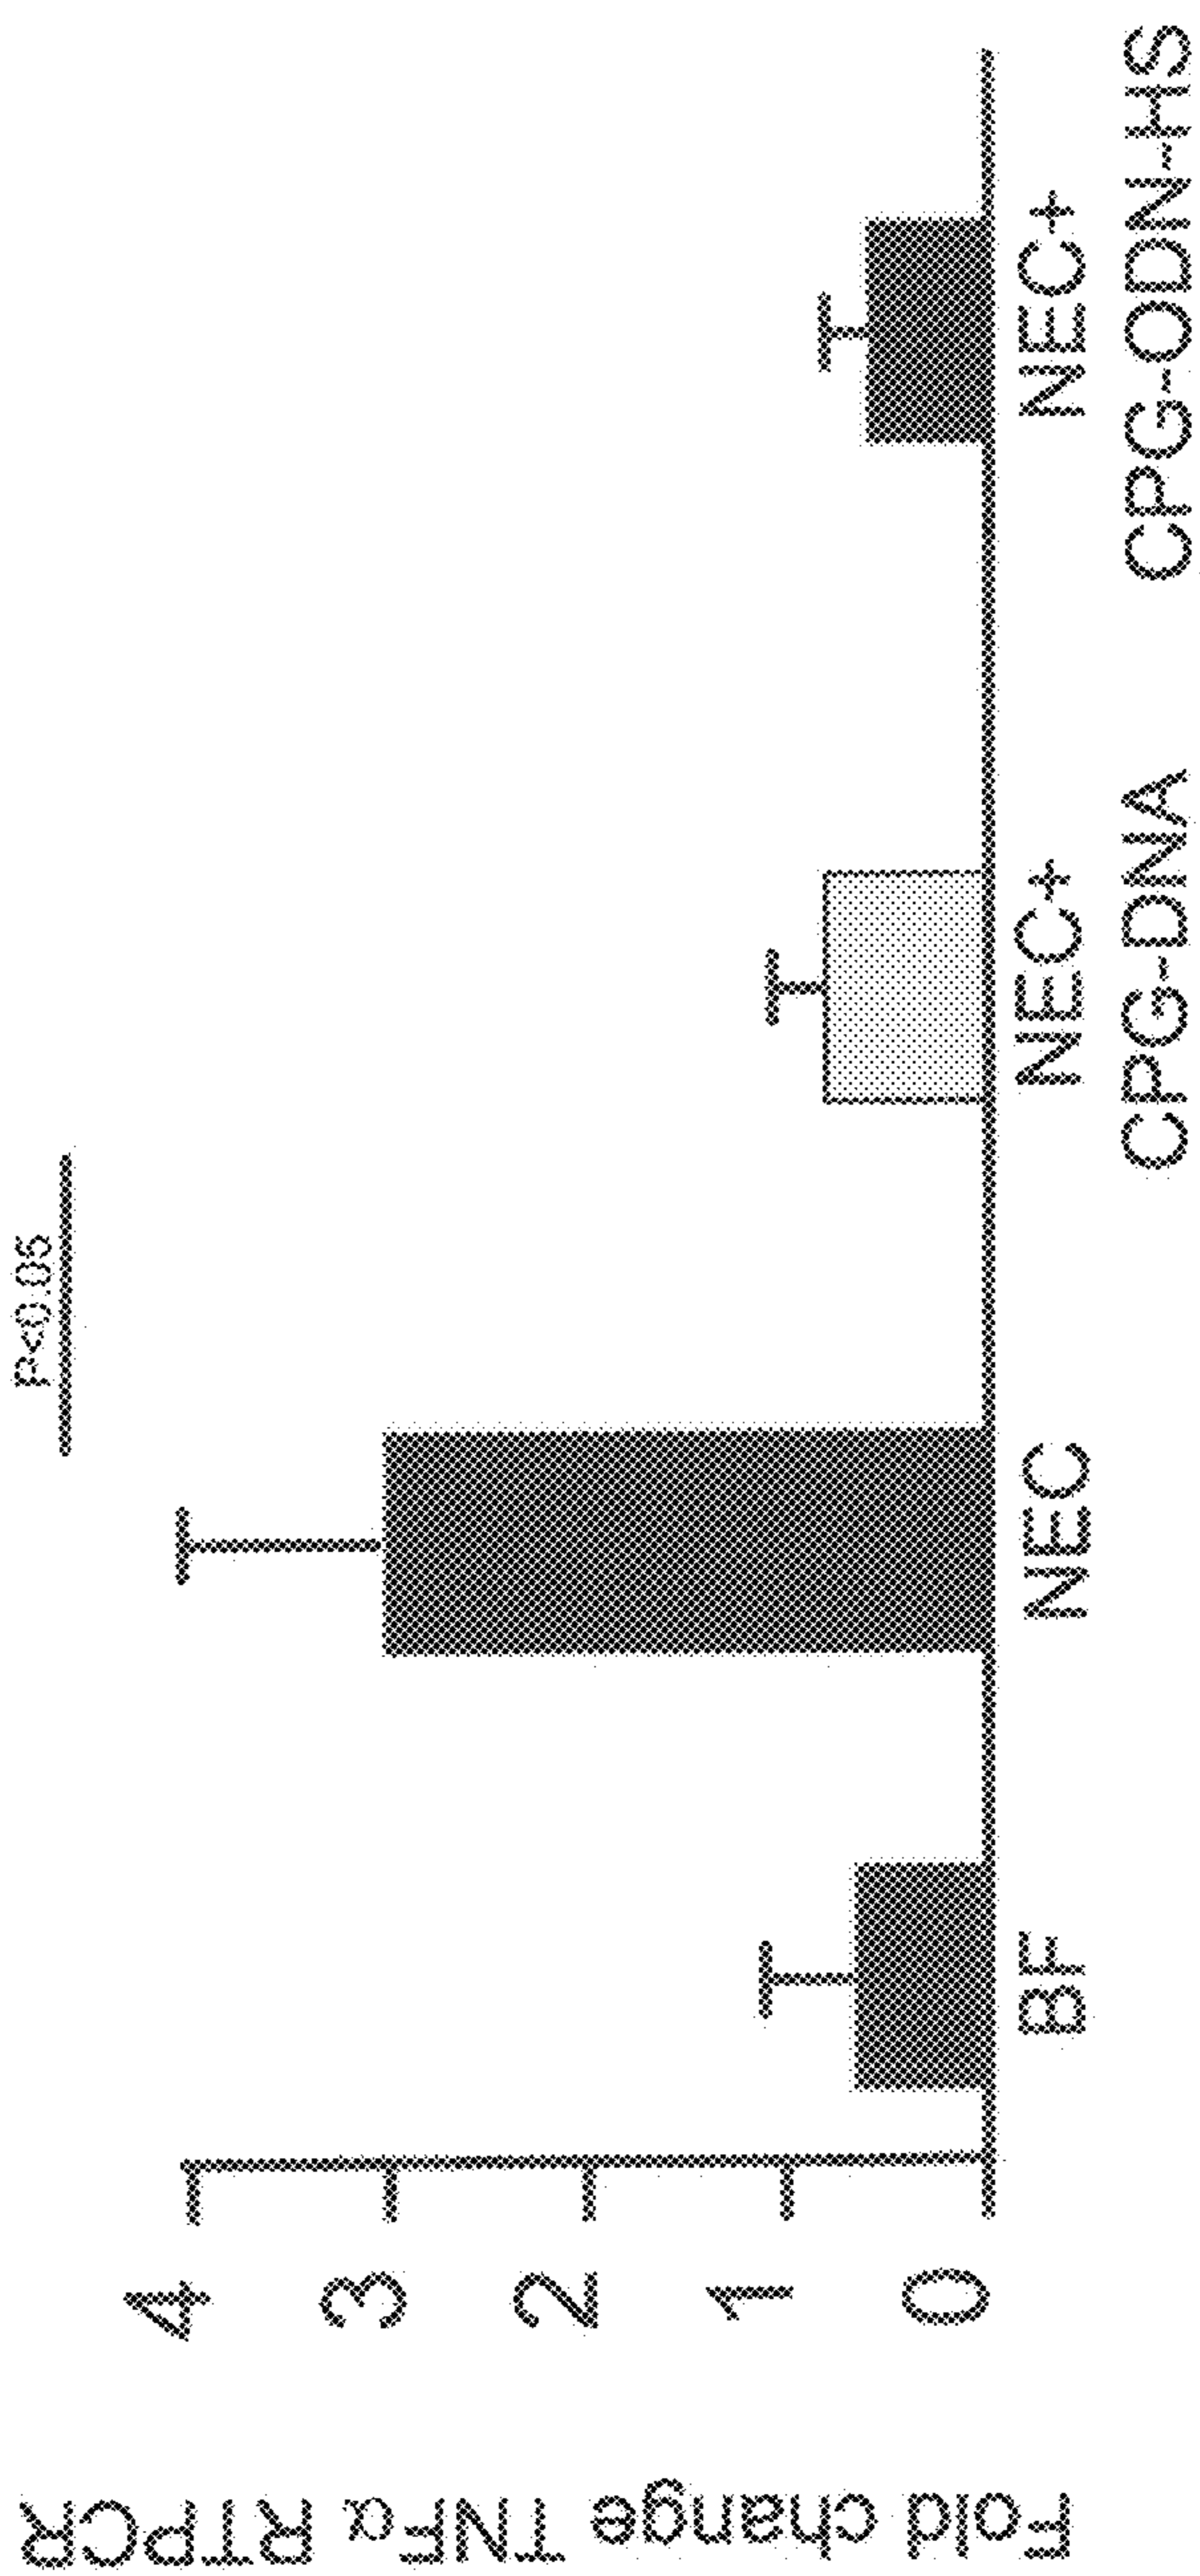 Fold change TNFα RTPCR
4
3
2
1
0
P<0.05
BF
NEC
NEC+
CPG-DNA
NEC+
CPG-ODN-HS